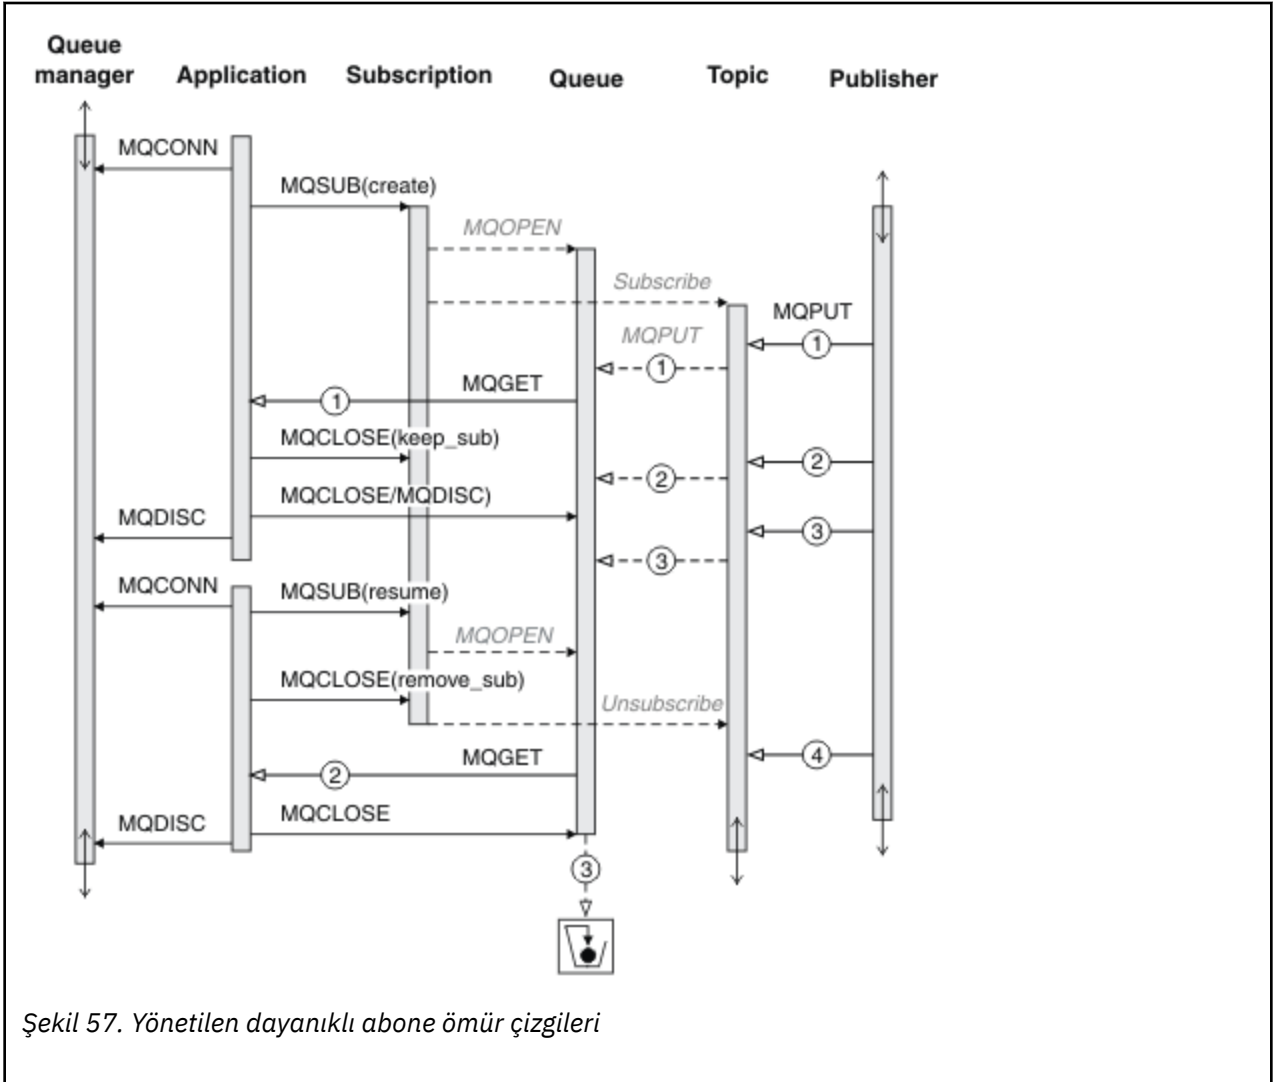 Queue manager Application Subscription Queue Topic Publisher
MQCONN
MQSUB(create)
MQOPEN
Subscribe
MQPUT
MQPUT
1
1
MQGET
1
MQCLOSE(keep_sub)
2
2
MQCLOSE/MQDISC)
MQDISC
3
3
MQCONN
MQSUB(resume)
MQOPEN
MQCLOSE(remove_sub)
Unsubscribe
4
MQGET
2
MQCLOSE
MQDISC
3
Şekil 57. Yönetilen dayanıklı abone ömür çizgileri